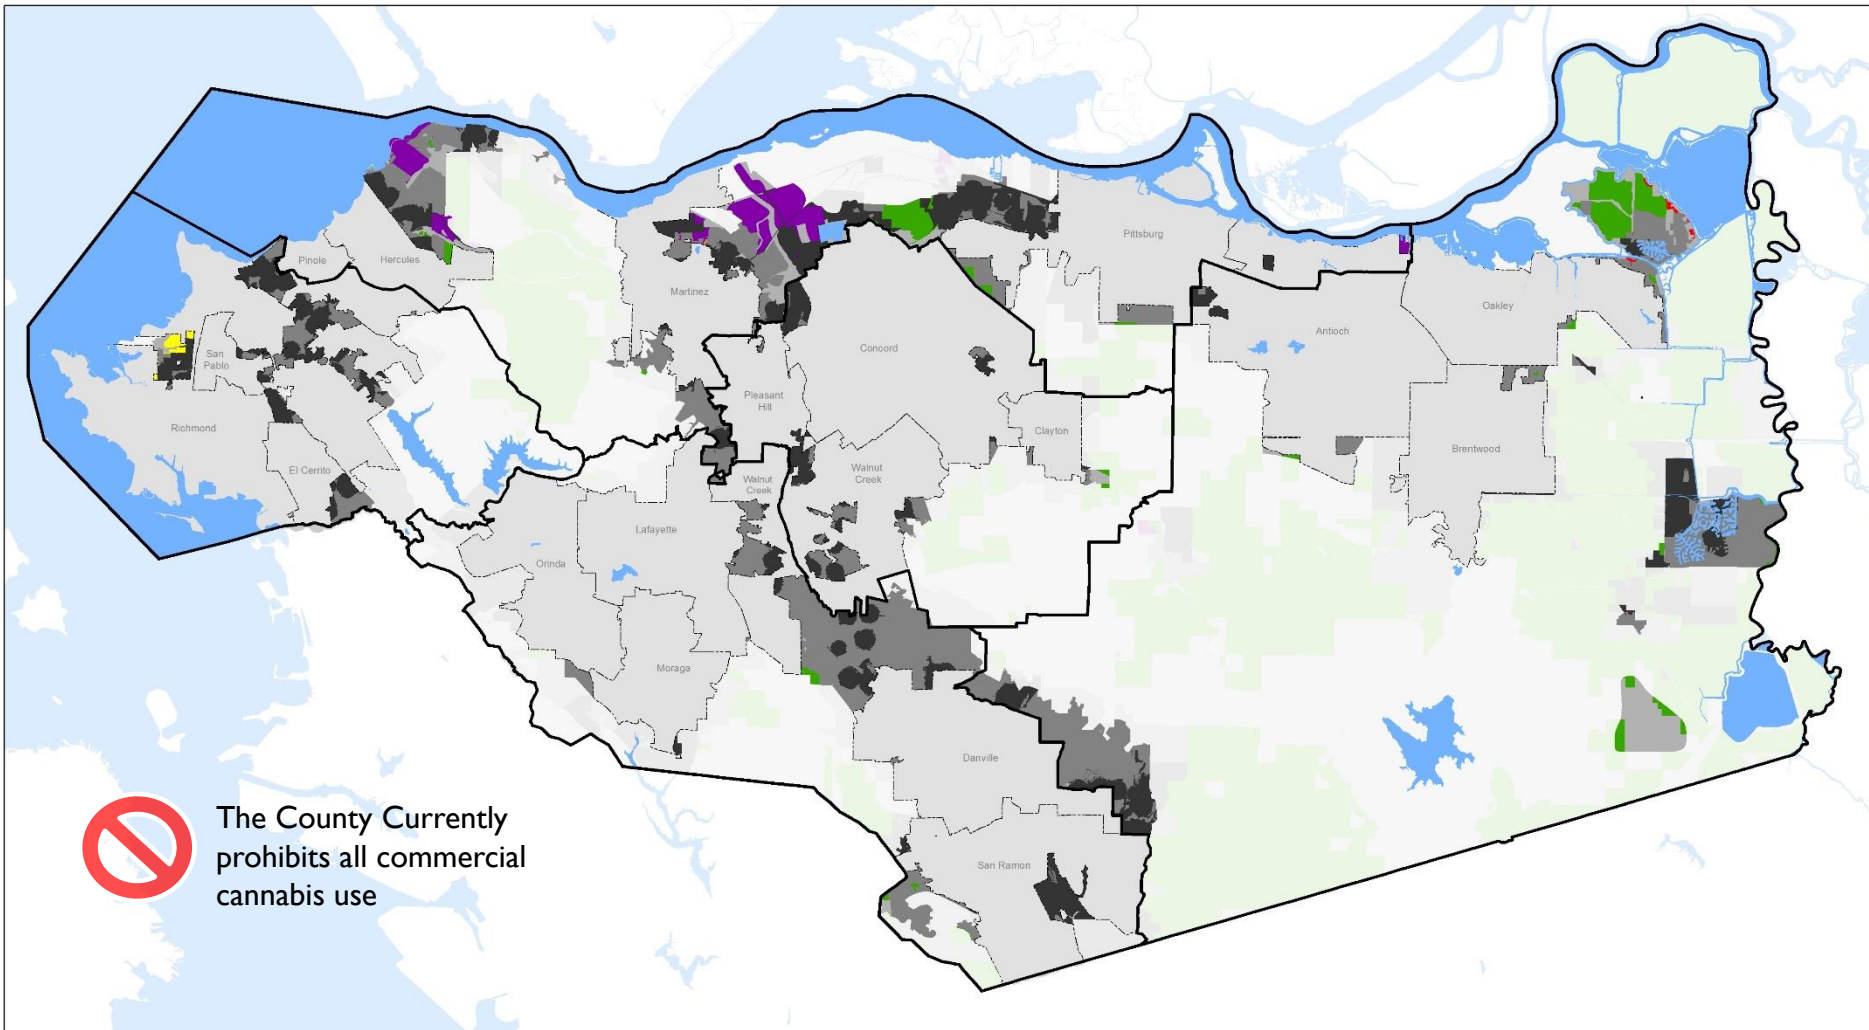 Pinole
Hercules
Martinez
Pittsburg
Oakley
Antioch
San
Pablo
Concord
Richmond
Pleasant
Hill
Clayton
El Cerrito
Walnut
Creek
Walnut
Creek
Brentwood
Lafayette
Orinda
Moraga
Danville
San Ramon
The County Currently
prohibits all commercial
cannabis use